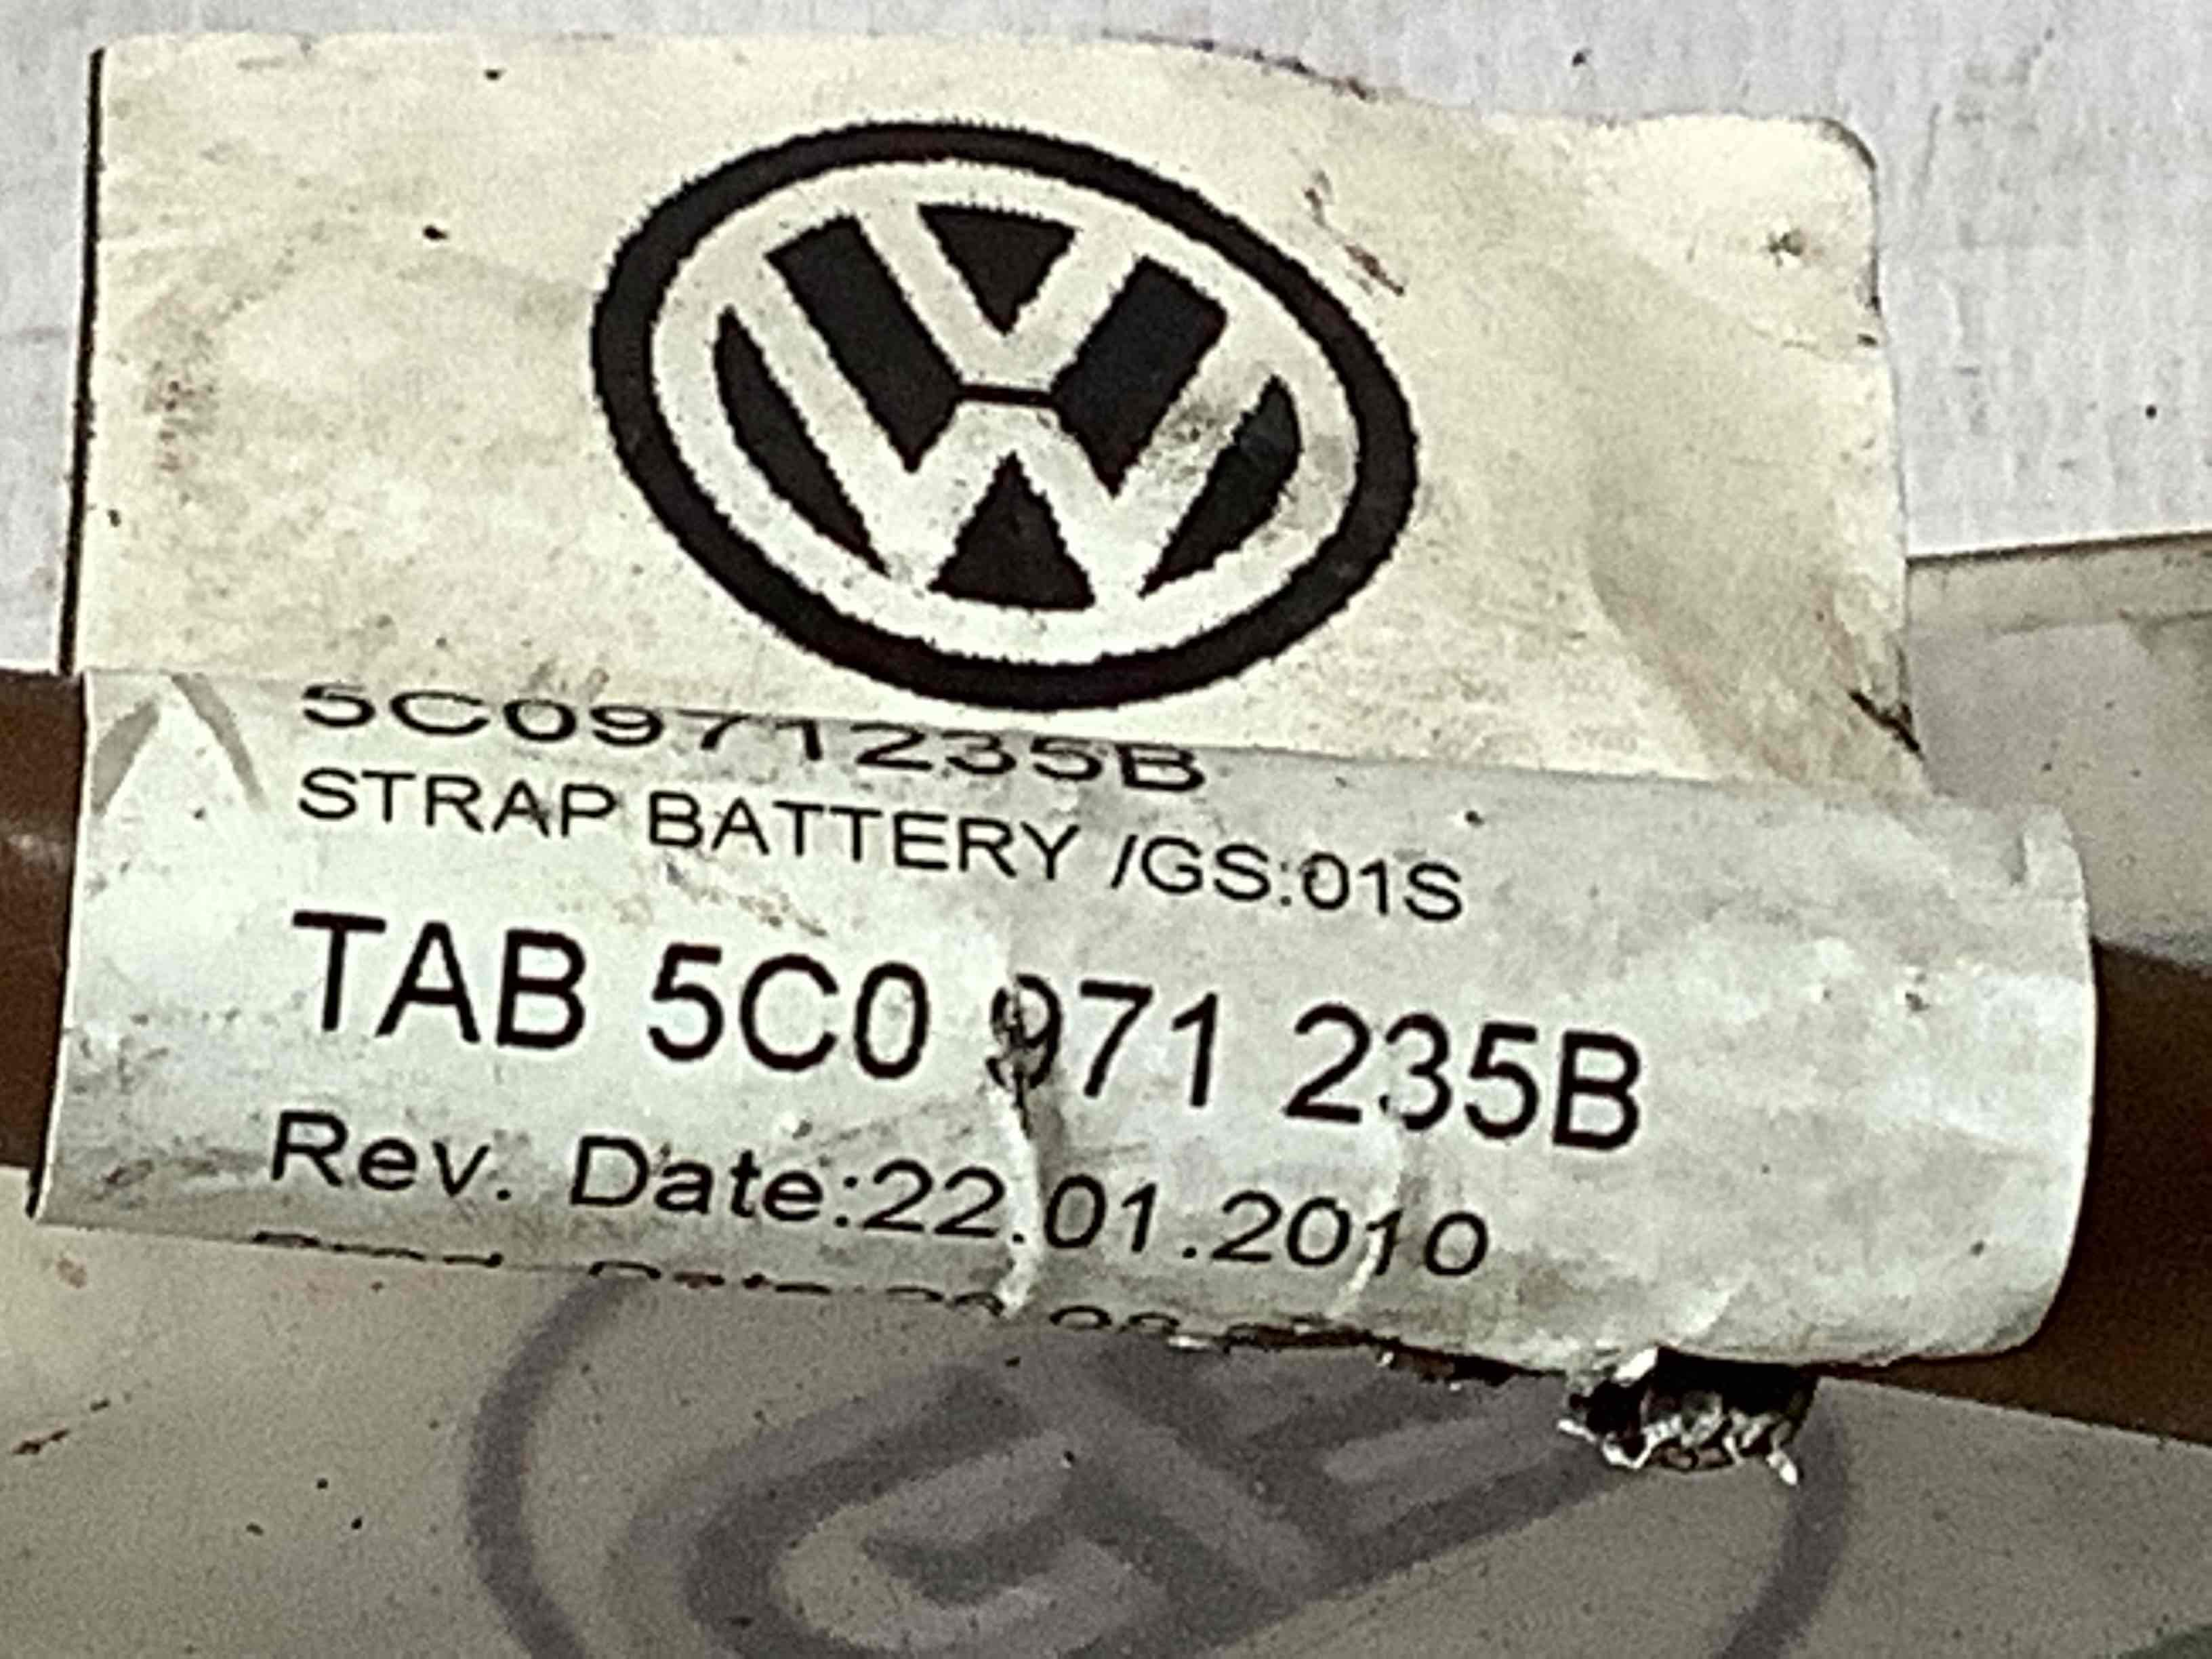 5C0971235B
STRAP BATTERY /GS:01S
TAB 5C0 971 235B
Rev. Date:22.01.2010